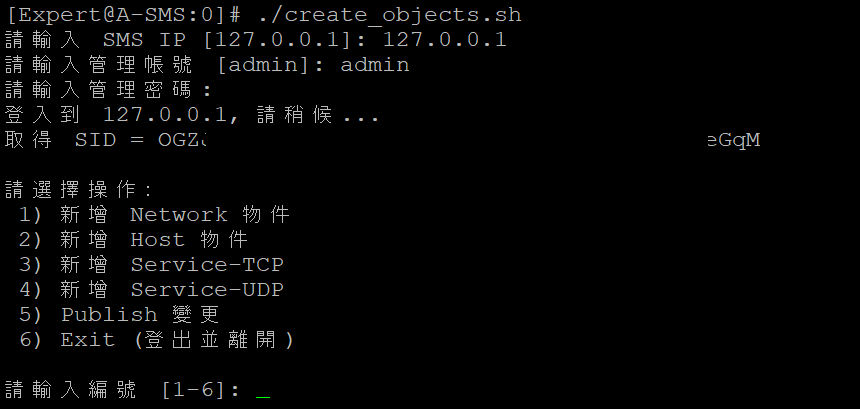 [Expert@A-SMS:0]# ./create_objects.sh
請輸入 SMS IP [127.0.0.1]: 127.0.0.1
請輸入管理帳號 [admin]: admin
請輸入管理密碼:
登入到 127.0.0.1, 請稍候...
取得 SID = OGZ eGqM
請選擇操作:
1) 新增 Network 物件
2) 新增 Host 物件
3) 新增 Service-TCP
4) 新增 Service-UDP
5) Publish 變更
6) Exit (登出並離開)
請輸入編號 [1-6]: _